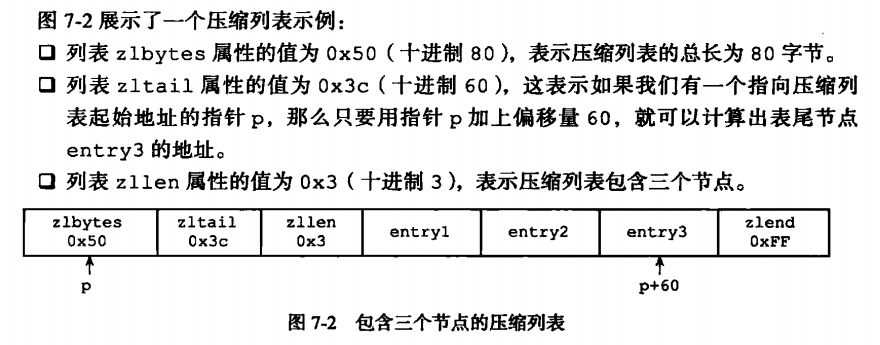 图 7-2 展示了一个压缩列表示例：
❑ 列表 zlbytes 属性的值为 0x50（十进制 80），表示压缩列表的总长为 80 字节。
❑ 列表 zltail 属性的值为 0x3c（十进制 60），这表示如果我们有一个指向压缩列
表起始地址的指针 p，那么只要用指针 p 加上偏移量 60，就可以计算出表尾节点
entry3 的地址。
❑ 列表 zllen 属性的值为 0x3（十进制 3），表示压缩列表包含三个节点。
zlbytes zltail zllen entry1 entry2 entry3 zlend
0x50 0x3c 0x3 0xFF
p p+60
图 7-2 包含三个节点的压缩列表